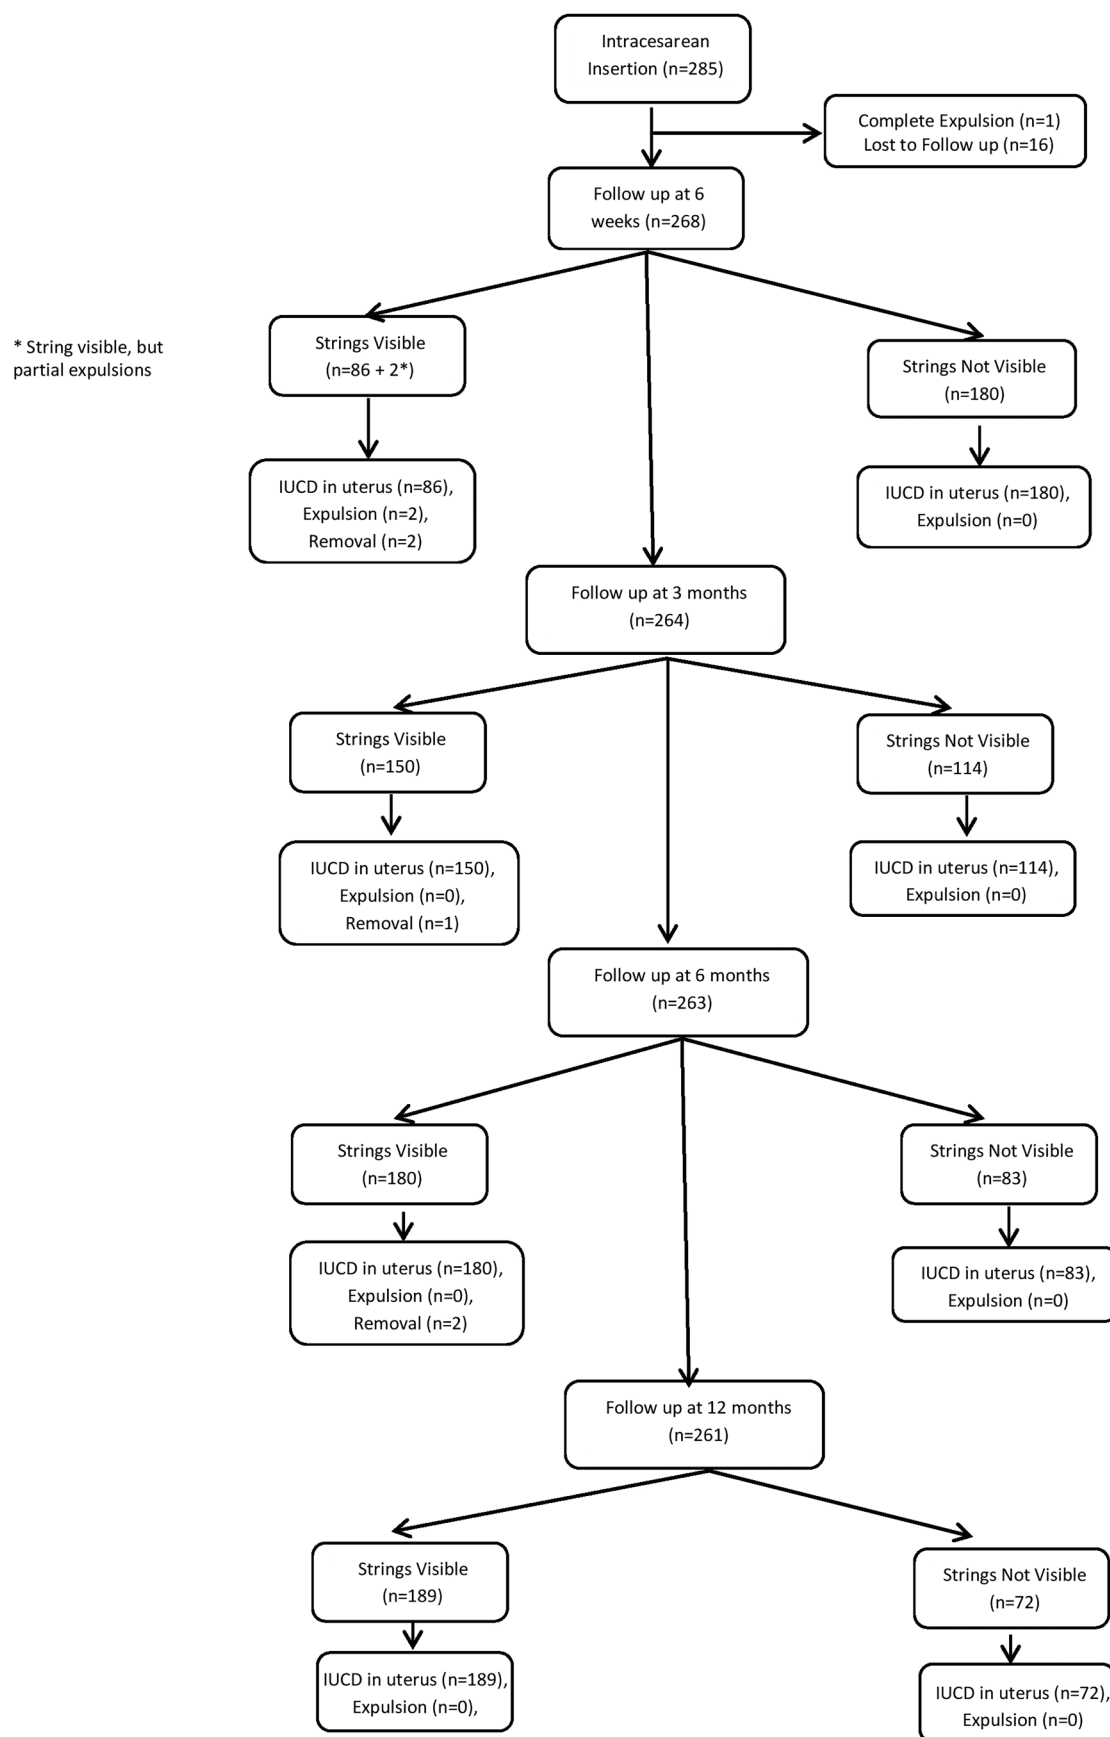 Intracesarean
Insertion (n=285)
Complete Expulsion (n=1)
Lost to Follow up (n=16)
Follow up at 6
weeks (n=268)
* String visible, but
partial expulsions
Strings Visible
(n=86 + 2*)
Strings Not Visible
(n=180)
IUCD in uterus (n=86),
Expulsion (n=2),
Removal (n=2)
IUCD in uterus (n=180),
Expulsion (n=0)
Follow up at 3 months
(n=264)
Strings Visible
(n=150)
Strings Not Visible
(n=114)
IUCD in uterus (n=150),
Expulsion (n=0),
Removal (n=1)
IUCD in uterus (n=114),
Expulsion (n=0)
Follow up at 6 months
(n=263)
Strings Visible
(n=180)
Strings Not Visible
(n=83)
IUCD in uterus (n=180),
Expulsion (n=0),
Removal (n=2)
IUCD in uterus (n=83),
Expulsion (n=0)
Follow up at 12 months
(n=261)
Strings Visible
(n=189)
Strings Not Visible
(n=72)
IUCD in uterus (n=189),
Expulsion (n=0),
IUCD in uterus (n=72),
Expulsion (n=0)